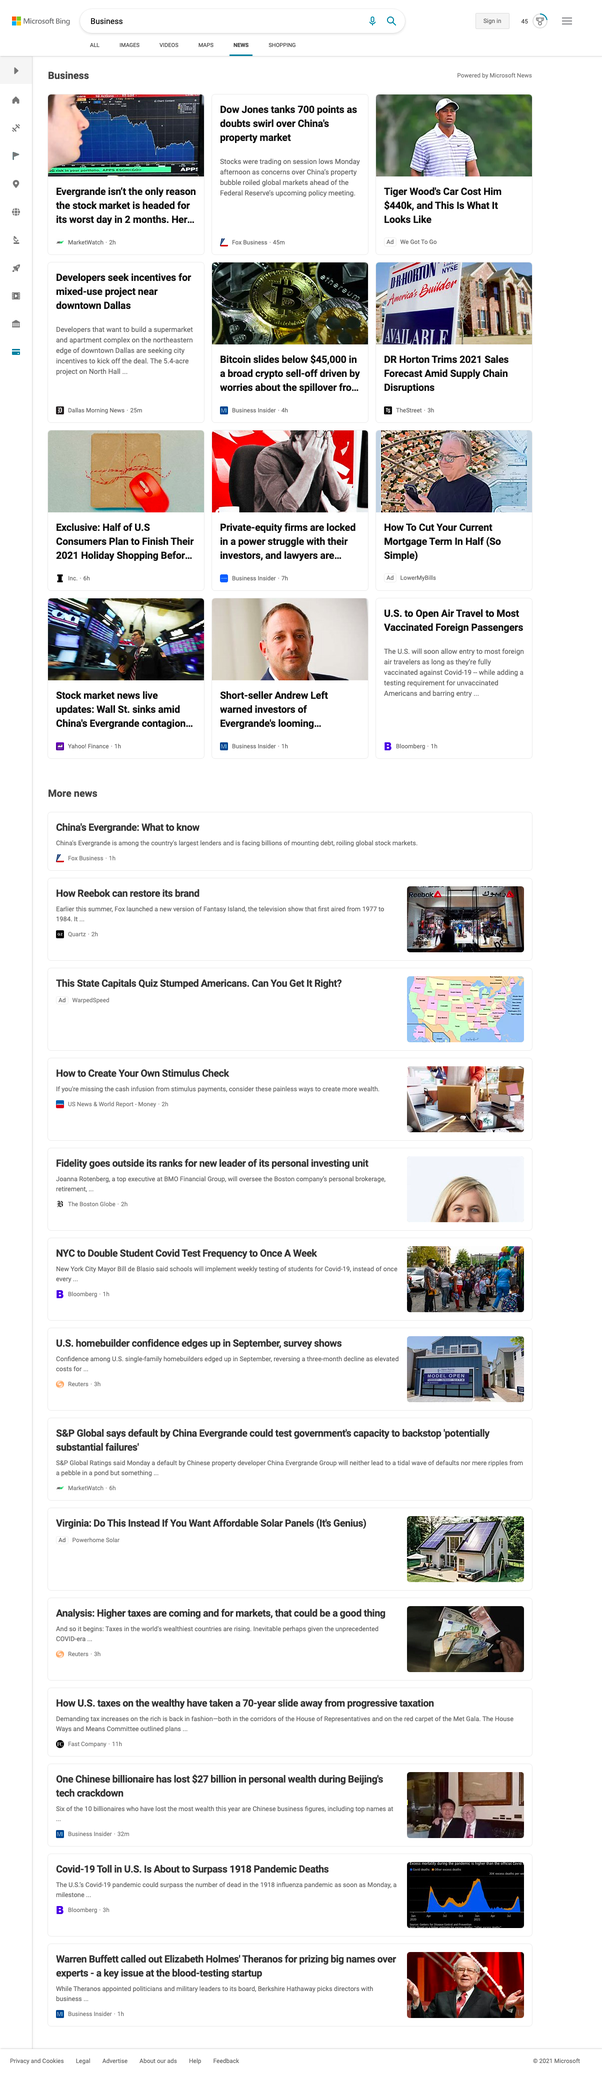 Microsoft Bing
Business
Sign in
45
ALL IMAGES VIDEOS MAPS NEWS SHOPPING
Business
Powered by Microsoft News
APPS
Evergrande isn't the only reason
the stock market is headed for
its worst day in 2 months. Her...
MarketWatch · 2h
Dow Jones tanks 700 points as
doubts swirl over China's
property market
Stocks were trading on session lows Monday
afternoon as concerns over China's property
bubble roiled global markets ahead of the
Federal Reserve's upcoming policy meeting.
Fox Business · 45m
Tiger Wood's Car Cost Him
$440k, and This Is What It
Looks Like
Ad We Got To Go
Developers seek incentives for
mixed-use project near
downtown Dallas
Developers that want to build a supermarket
and apartment complex on the northeastern
edge of downtown Dallas are seeking city
incentives to kick off the deal. The 5.4-acre
project on North Hall ...
Dallas Morning News · 25m
Bitcoin slides below $45,000 in
a broad crypto sell-off driven by
worries about the spillover fro...
Business Insider · 4h
D·R·HORTON
NYSE
America's Builder
AVAILABLE
DR Horton Trims 2021 Sales
Forecast Amid Supply Chain
Disruptions
TheStreet · 3h
Exclusive: Half of U.S
Consumers Plan to Finish Their
2021 Holiday Shopping Befor...
Inc. · 6h
Private-equity firms are locked
in a power struggle with their
investors, and lawyers are...
Business Insider · 7h
How To Cut Your Current
Mortgage Term In Half (So
Simple)
Ad LowerMyBills
Stock market news live
updates: Wall St. sinks amid
China's Evergrande contagion...
Yahoo! Finance · 1h
Short-seller Andrew Left
warned investors of
Evergrande's looming...
Business Insider · 1h
U.S. to Open Air Travel to Most
Vaccinated Foreign Passengers
The U.S. will soon allow entry to most foreign
air travelers as long as they're fully
vaccinated against Covid-19 -- while adding a
testing requirement for unvaccinated
Americans and barring entry ...
Bloomberg · 1h
More news
China's Evergrande: What to know
China's Evergrande is among the country's largest lenders and is facing billions of mounting debt, roiling global stock markets.
Fox Business · 1h
How Reebok can restore its brand
Earlier this summer, Fox launched a new version of Fantasy Island, the television show that first aired from 1977 to
1984. It ...
Quartz · 2h
Reebok
This State Capitals Quiz Stumped Americans. Can You Get It Right?
Ad WarpedSpeed
How to Create Your Own Stimulus Check
If you're missing the cash infusion from stimulus payments, consider these painless ways to create more wealth.
US News & World Report - Money · 2h
Fidelity goes outside its ranks for new leader of its personal investing unit
Joanna Rotenberg, a top executive at BMO Financial Group, will oversee the Boston company's personal brokerage,
retirement, ...
The Boston Globe · 2h
NYC to Double Student Covid Test Frequency to Once A Week
New York City Mayor Bill de Blasio said schools will implement weekly testing of students for Covid-19, instead of once
every ...
Bloomberg · 1h
U.S. homebuilder confidence edges up in September, survey shows
Confidence among U.S. single-family homebuilders edged up in September, reversing a three-month decline as elevated
costs for ...
Reuters · 3h
MODEL OPEN
S&P Global says default by China Evergrande could test government's capacity to backstop 'potentially
substantial failures'
S&P Global Ratings said Monday a default by Chinese property developer China Evergrande Group will neither lead to a tidal wave of defaults nor mere ripples from
a pebble in a pond but something ...
MarketWatch · 6h
Virginia: Do This Instead If You Want Affordable Solar Panels (It's Genius)
Ad Powerhome Solar
Analysis: Higher taxes are coming and for markets, that could be a good thing
And so it begins: Taxes in the world's wealthiest countries are rising. Inevitable perhaps given the unprecedented
COVID-era ...
Reuters · 3h
How U.S. taxes on the wealthy have taken a 70-year slide away from progressive taxation
Demanding tax increases on the rich is back in fashion—both in the corridors of the House of Representatives and on the red carpet of the Met Gala. The House
Ways and Means Committee outlined plans ...
Fast Company · 11h
One Chinese billionaire has lost $27 billion in personal wealth during Beijing's
tech crackdown
Six of the 10 billionaires who have lost the most wealth this year are Chinese business figures, including top names at
...
Business Insider · 32m
Covid-19 Toll in U.S. Is About to Surpass 1918 Pandemic Deaths
The U.S.'s Covid-19 pandemic could surpass the number of dead in the 1918 influenza pandemic as soon as Monday, a
milestone ...
Bloomberg · 3h
Warren Buffett called out Elizabeth Holmes' Theranos for prizing big names over
experts - a key issue at the blood-testing startup
While Theranos appointed politicians and military leaders to its board, Berkshire Hathaway picks directors with
business ...
Business Insider · 1h
Privacy and Cookies Legal Advertise About our ads Help Feedback
© 2021 Microsoft